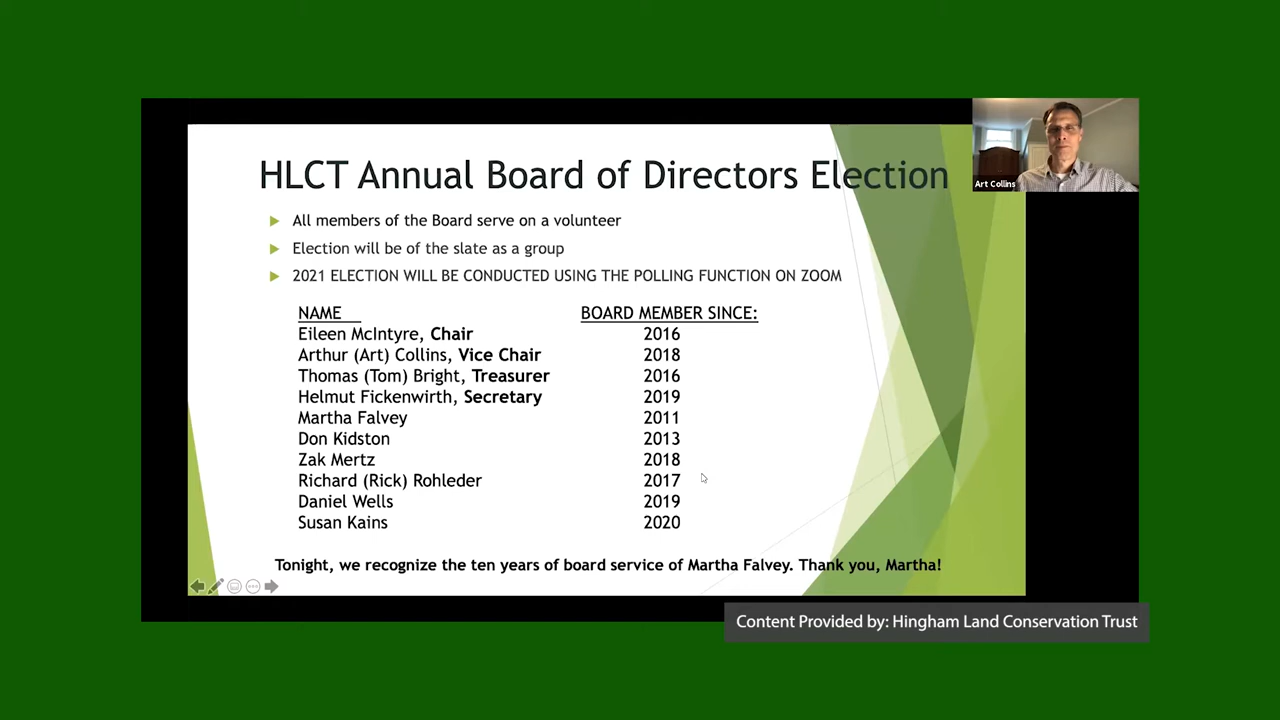 HLCT Annual Board of Directors Election
Art Collins
All members of the Board serve on a volunteer
Election will be of the slate as a group
2021 ELECTION WILL BE CONDUCTED USING THE POLLING FUNCTION ON ZOOM
NAME BOARD MEMBER SINCE:
Eileen McIntyre, Chair 2016
Arthur (Art) Collins, Vice Chair 2018
Thomas (Tom) Bright, Treasurer 2016
Helmut Fickenwirth, Secretary 2019
Martha Falvey 2011
Don Kidston 2013
Zak Mertz 2018
Richard (Rick) Rohleder 2017
Daniel Wells 2019
Susan Kains 2020
Tonight, we recognize the ten years of board service of Martha Falvey. Thank you, Martha!
Content Provided by: Hingham Land Conservation Trust